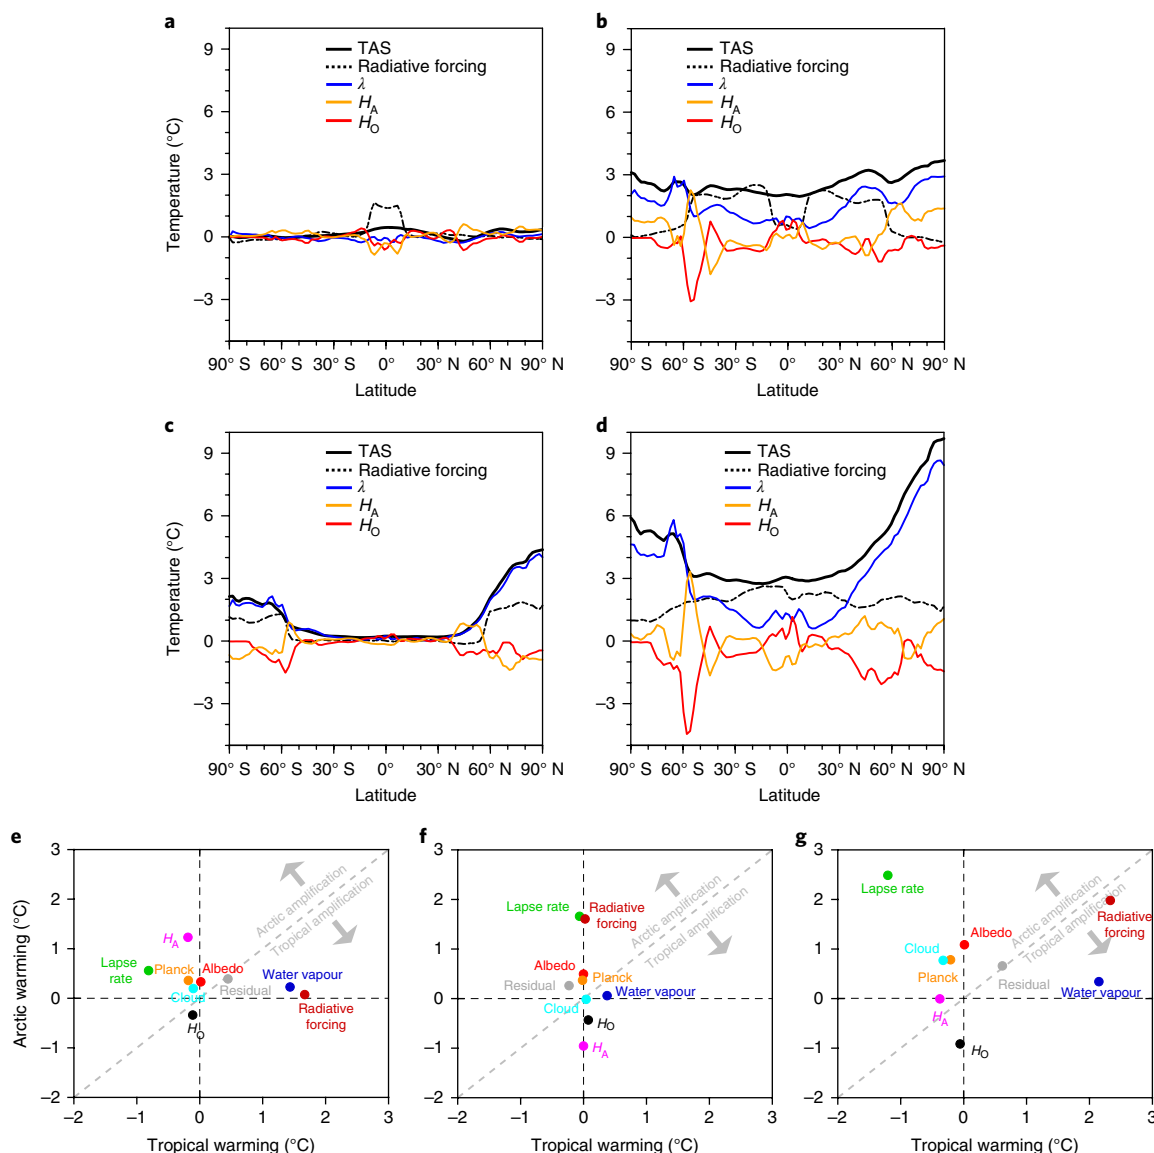 a
b
9
6
3
0
–3
Temperature (°C)
TAS
Radiative forcing
λ
HA
HO
90° S 60° S 30° S 0° 30° N 60° N 90° N
Latitude
9
6
3
0
–3
Temperature (°C)
TAS
Radiative forcing
λ
HA
HO
90° S 60° S 30° S 0° 30° N 60° N 90 N
Latitude
c
d
9
6
3
0
–3
Temperature (°C)
TAS
Radiative forcing
λ
HA
HO
90° S 60° S 30° S 0° 30° N 60° N 90° N
Latitude
9
6
3
0
–3
Temperature (°C)
TAS
Radiative forcing
λ
HA
HO
90° S 60° S 30° S 0° 30° N 60° N 90° N
Latitude
e
f
g
3
2
1
0
–1
–2
Arctic warming (°C)
Arctic amplification
Tropical amplification
HA
Lapse
rate
Planck
Albedo
Cloud
Residual
Water vapour
Radiative
forcing
HO
–2 –1 0 1 2 3
Tropical warming (°C)
3
2
1
0
–1
–2
Arctic amplification
Tropical amplification
Lapse rate
Radiative
forcing
Albedo
Planck
Residual
Water vapour
Cloud
HO
HA
–2 –1 0 1 2 3
Tropical warming (°C)
3
2
1
0
–1
–2
Arctic amplification
Tropical amplification
Lapse rate
Radiative
forcing
Albedo
Cloud
Planck
Residual
Water vapour
HA
HO
–2 –1 0 1 2 3
Tropical warming (°C)